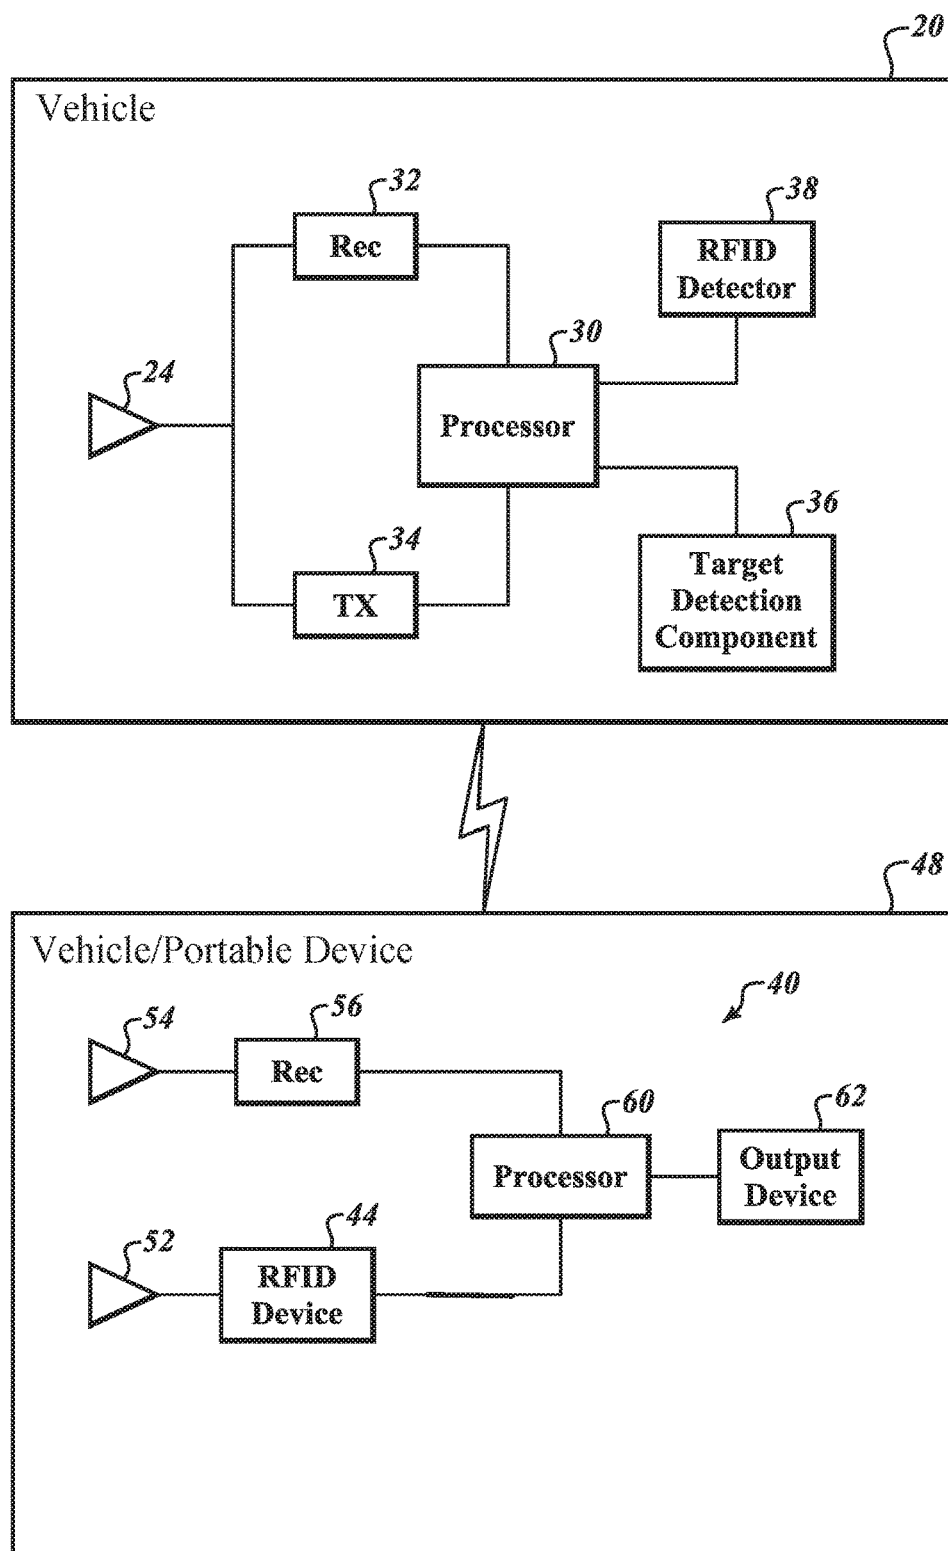 20
Vehicle
32
Rec
38
RFID
Detector
30
Processor
24
36
Target
Detection
Component
34
TX
48
Vehicle/Portable Device
40
54
56
Rec
60
Processor
62
Output
Device
52
44
RFID
Device